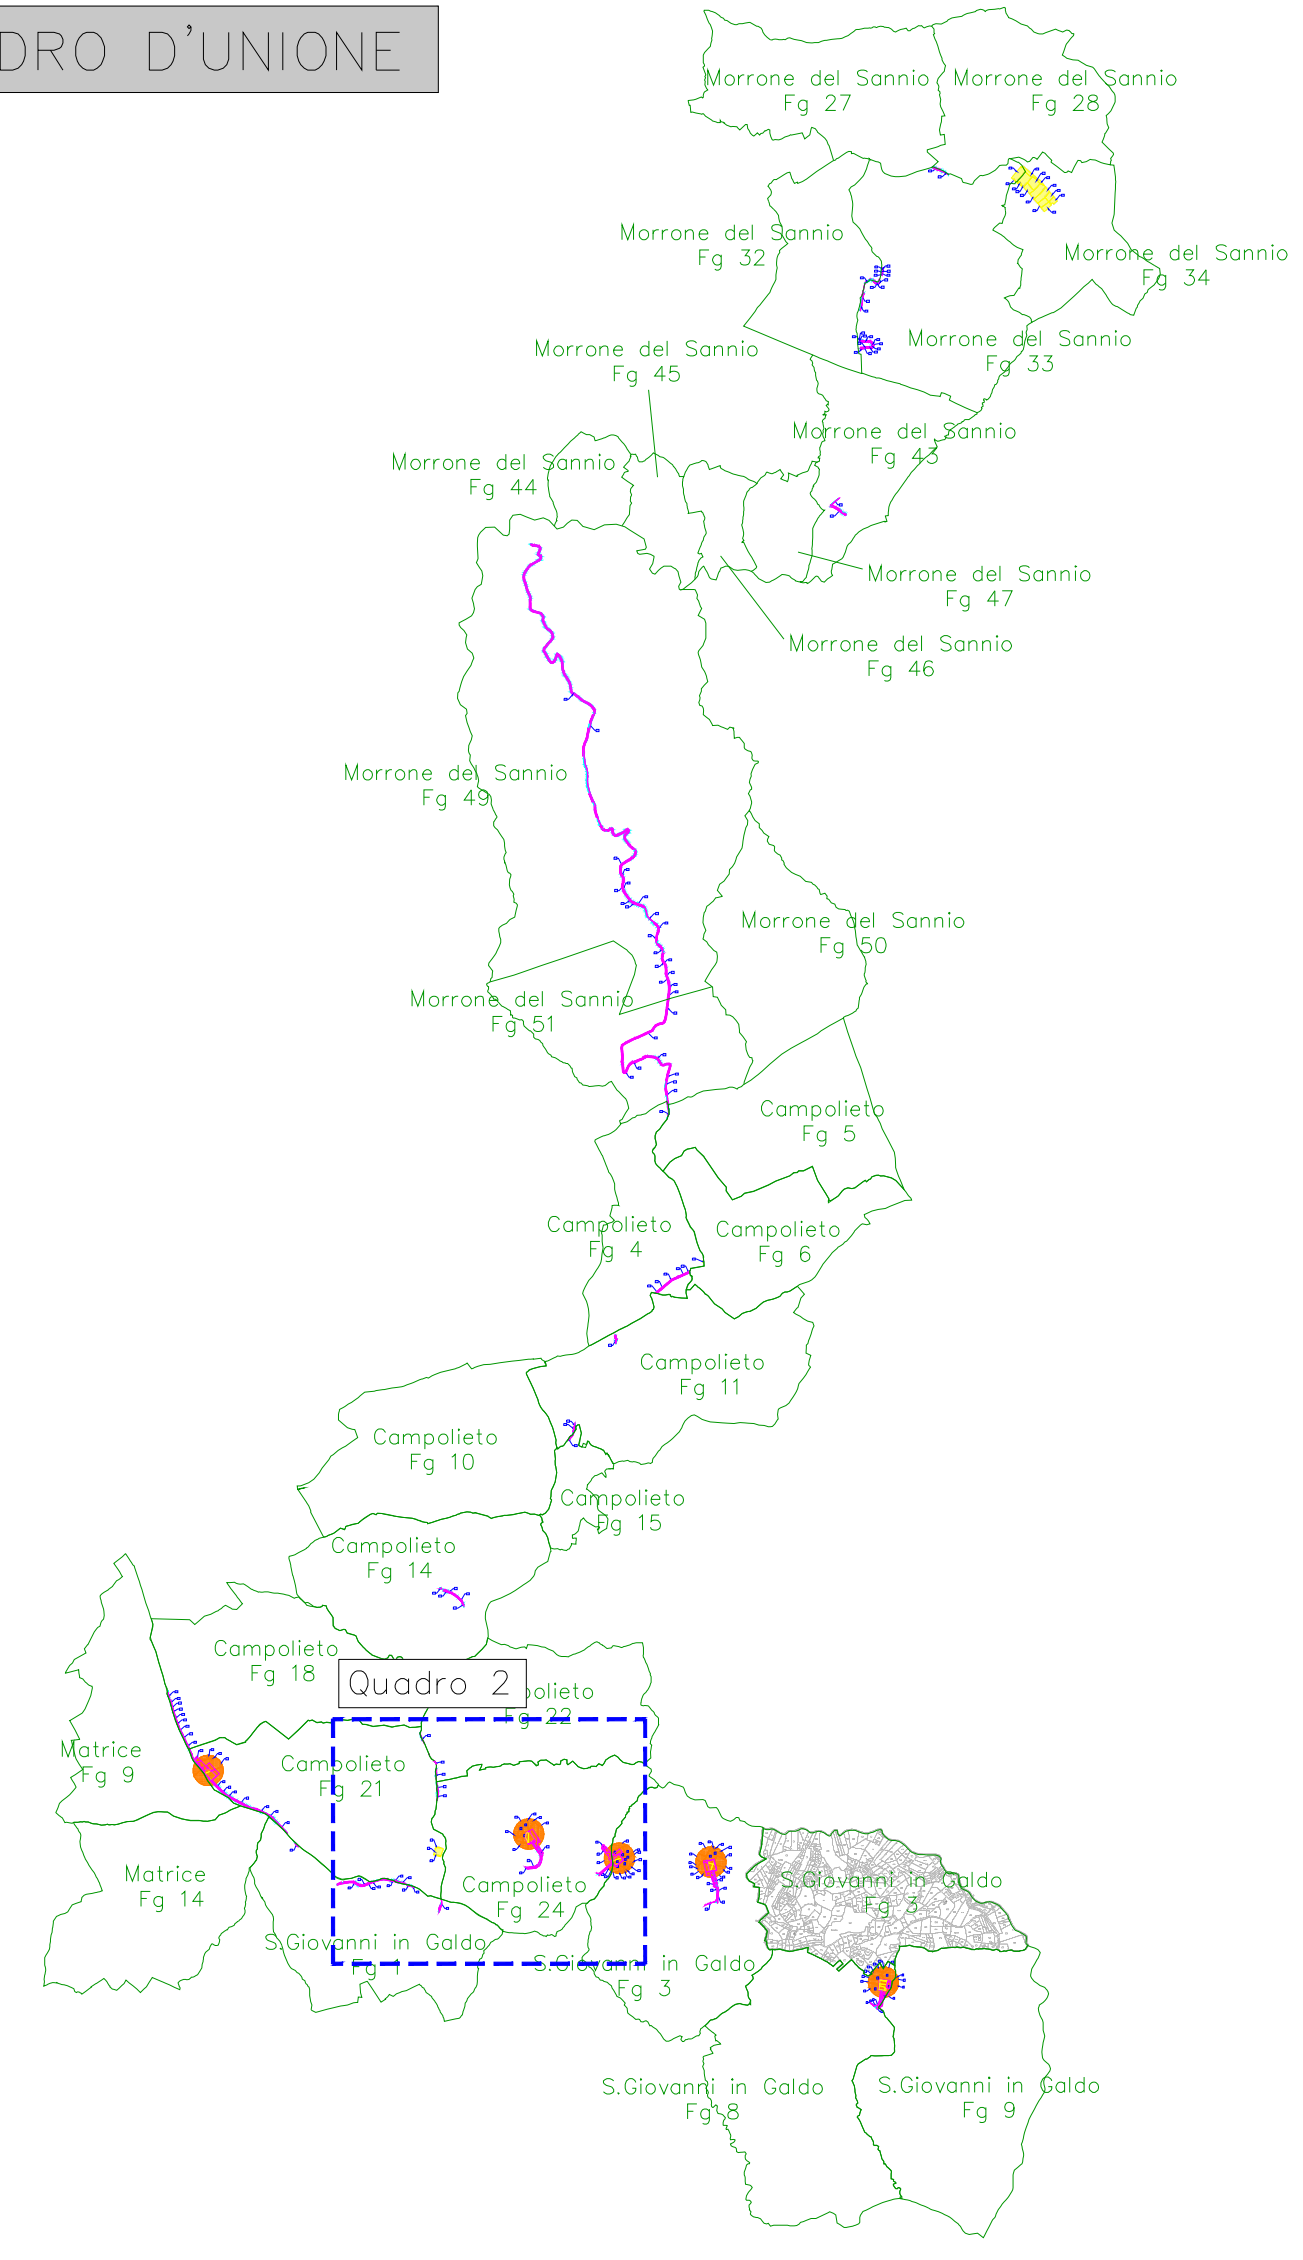 DRO D'UNIONE
Morrone del Sannio
Fg 27
Morrone del Sannio
Fg 28
Morrone del Sannio
Fg 32
Morrone del Sannio
Fg 34
Morrone del Sannio
Fg 33
Morrone del Sannio
Fg 45
Morrone del Sannio
Fg 43
Morrone del Sannio
Fg 44
Morrone del Sannio
Fg 47
Morrone del Sannio
Fg 46
Morrone del Sannio
Fg 49
Morrone del Sannio
Fg 50
Morrone del Sannio
Fg 51
Campolieto
Fg 5
Campolieto
Fg 4
Campolieto
Fg 6
Campolieto
Fg 11
Campolieto
Fg 10
Campolieto
Fg 15
Campolieto
Fg 14
Campolieto
Fg 18
Quadro 2
polieto
Fg 22
Matrice
Fg 9
Campolieto
Fg 21
Matrice
Fg 14
Campolieto
Fg 24
S.Giovanni in Galdo
Fg 3
S.Giovanni in Galdo
Fg 1
S.Giovanni in Galdo
Fg 3
S.Giovanni in Galdo
Fg 8
S.Giovanni in Galdo
Fg 9